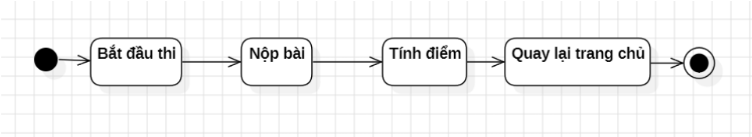 Bắt đầu thi
Nộp bài
Tính điểm
Quay lại trang chủ